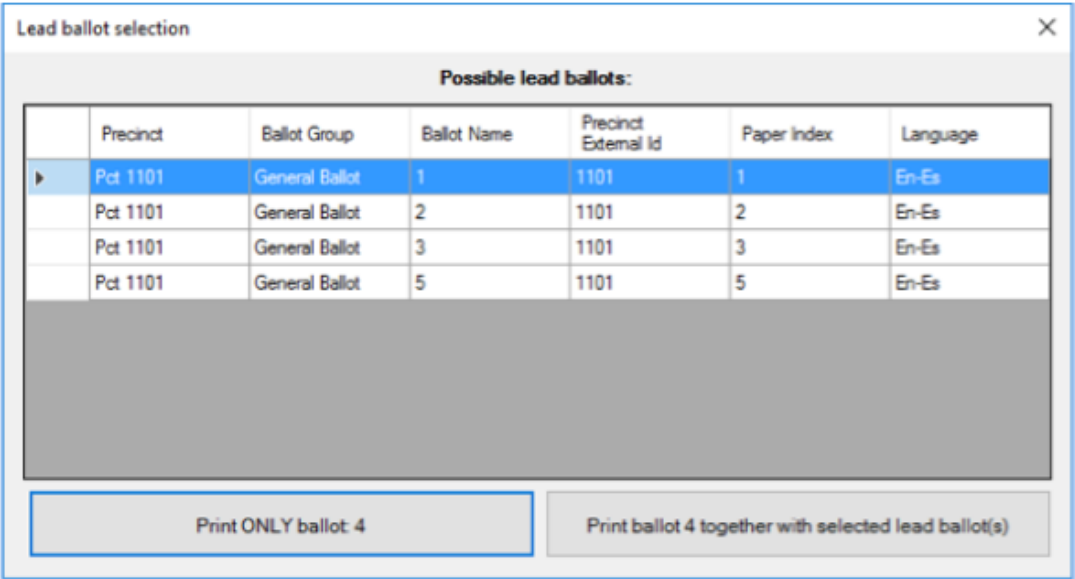 Lead ballot selection
Possible lead ballots:
Precinct Ballot Group Ballot Name Precinct External Id Paper Index Language
Pct 1101 General Ballot 1 1101 1 En-Es
Pct 1101 General Ballot 2 1101 2 En-Es
Pct 1101 General Ballot 3 1101 3 En-Es
Pct 1101 General Ballot 5 1101 5 En-Es
Print ONLY ballot: 4 Print ballot 4 together with selected lead ballot(s)